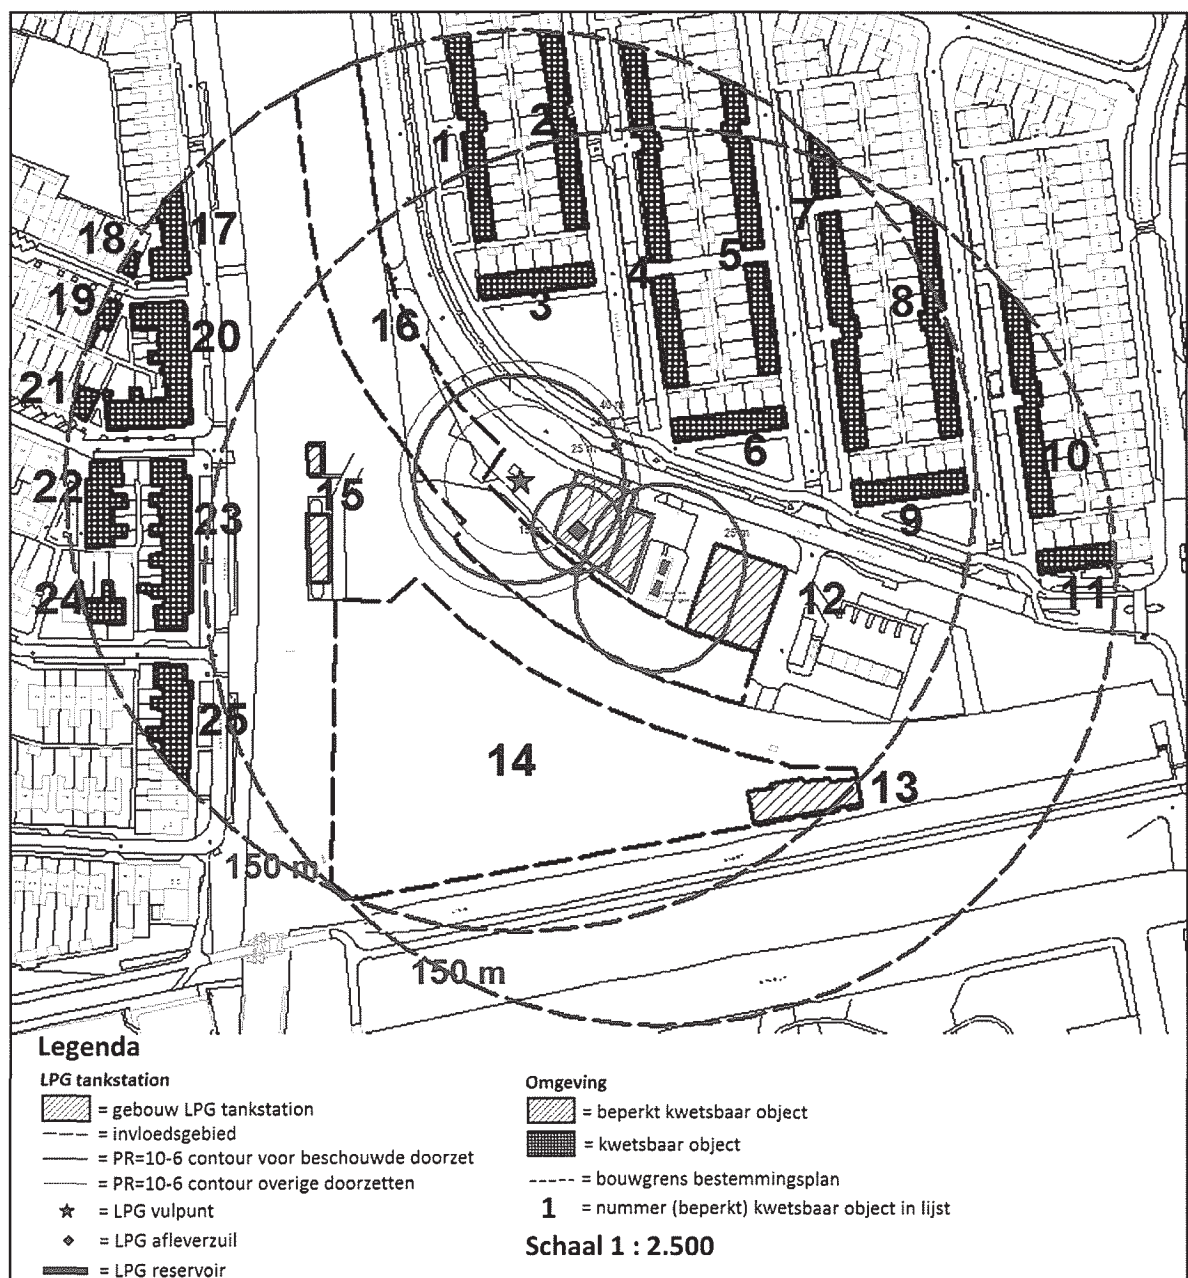 1
2
3
4
5
6
7
8
9
10
11
12
13
14
15
16
17
18
19
20
21
22
23
24
25
40 m
25 m
25 m
150 m
150 m
Legenda
LPG tankstation
= gebouw LPG tankstation
= invloedsgebied
= PR=10-6 contour voor beschouwde doorzet
= PR=10-6 contour overige doorzetten
= LPG vulpunt
= LPG afleverzuil
= LPG reservoir
Omgeving
= beperkt kwetsbaar object
= kwetsbaar object
= bouwgrens bestemmingsplan
1 = nummer (beperkt) kwetsbaar object in lijst
Schaal 1 : 2.500